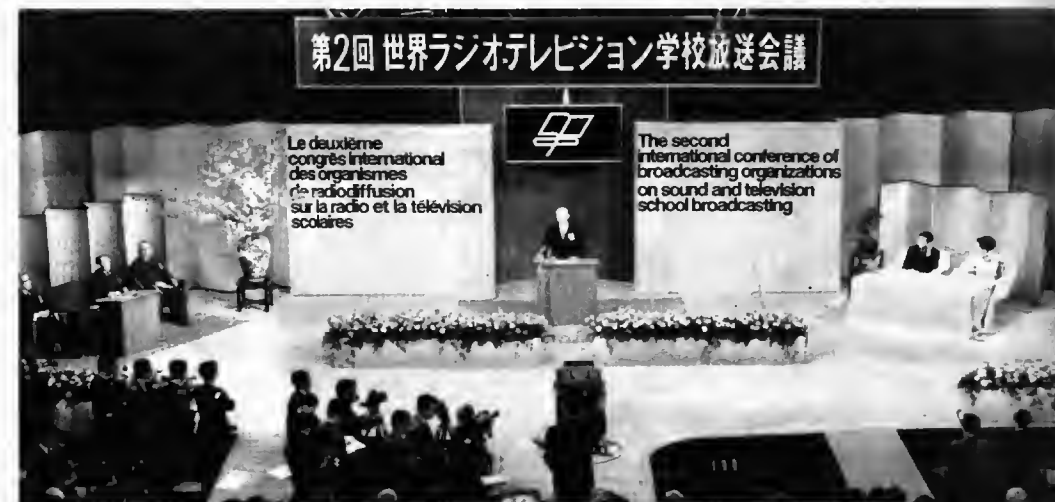 第2回 世界ラジオ・テレビジョン学校放送会議
Le deuxième
congrès international
des organismes
de radiodiffusion
sur la radio et la télévision
scolaires
The second
international conference of
broadcasting organizations
on sound and television
school broadcasting